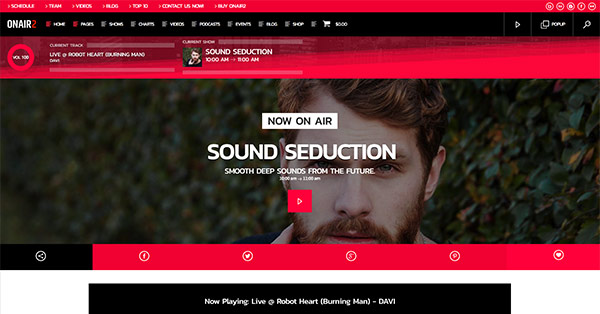 SCHEDULE TEAM VIDEOS BLOG TOP 10 CONTACT US NOW! BUY ONAIR2
ONAIR2 HOME PAGES SHOWS CHARTS VIDEOS PODCASTS EVENTS BLOG SHOP $0.00 POPUP
CURRENT TRACK
LIVE @ ROBOT HEART (BURNING MAN)
DAVI
VOL 100
CURRENT SHOW
SOUND SEDUCTION
10:00 AM → 11:00 AM
NOW ON AIR
SOUND SEDUCTION
SMOOTH DEEP SOUNDS FROM THE FUTURE.
10:00 am → 11:00 am
Now Playing: Live @ Robot Heart (Burning Man) - DAVI